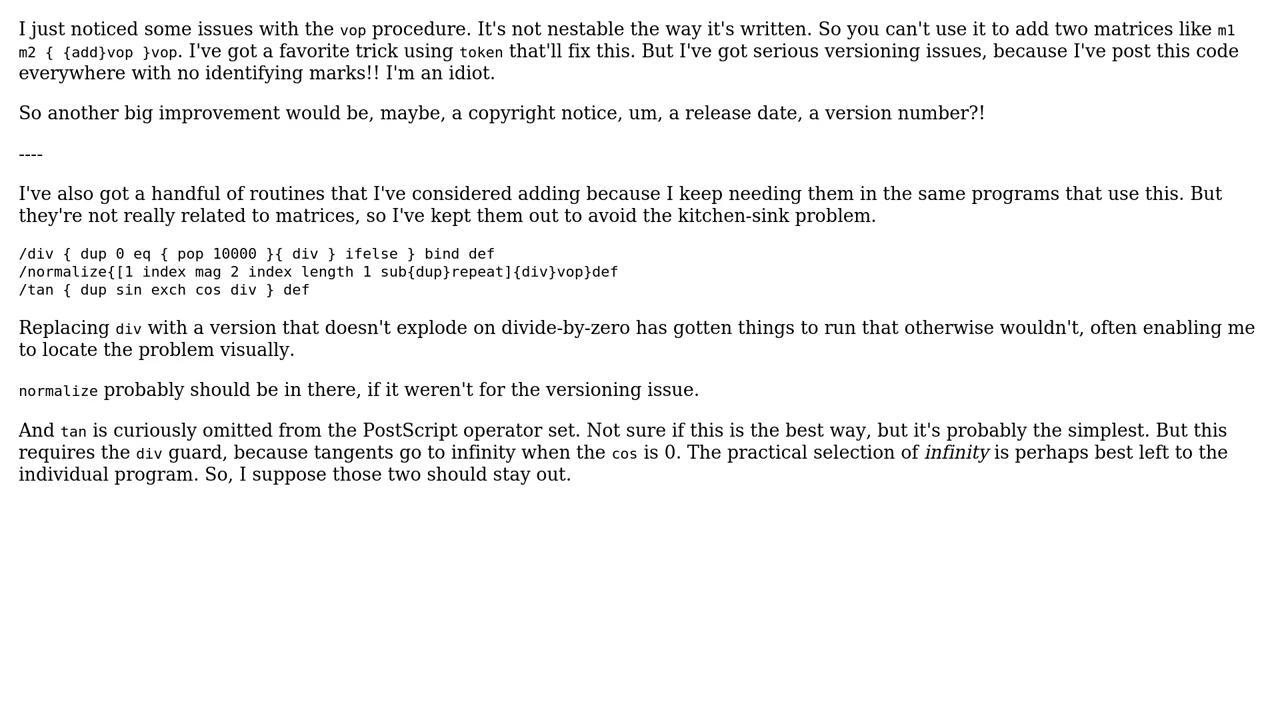 I just noticed some issues with the vop procedure. It's not nestable the way it's written. So you can't use it to add two matrices like m1
m2 { {add}vop }vop. I've got a favorite trick using token that'll fix this. But I've got serious versioning issues, because I've post this code
everywhere with no identifying marks!! I'm an idiot.
So another big improvement would be, maybe, a copyright notice, um, a release date, a version number?!
----
I've also got a handful of routines that I've considered adding because I keep needing them in the same programs that use this. But
they're not really related to matrices, so I've kept them out to avoid the kitchen-sink problem.
/div { dup 0 eq { pop 10000 }{ div } ifelse } bind def
/normalize{[1 index mag 2 index length 1 sub{dup}repeat]{div}vop}def
/tan { dup sin exch cos div } def
Replacing div with a version that doesn't explode on divide-by-zero has gotten things to run that otherwise wouldn't, often enabling me
to locate the problem visually.
normalize probably should be in there, if it weren't for the versioning issue.
And tan is curiously omitted from the PostScript operator set. Not sure if this is the best way, but it's probably the simplest. But this
requires the div guard, because tangents go to infinity when the cos is 0. The practical selection of infinity is perhaps best left to the
individual program. So, I suppose those two should stay out.